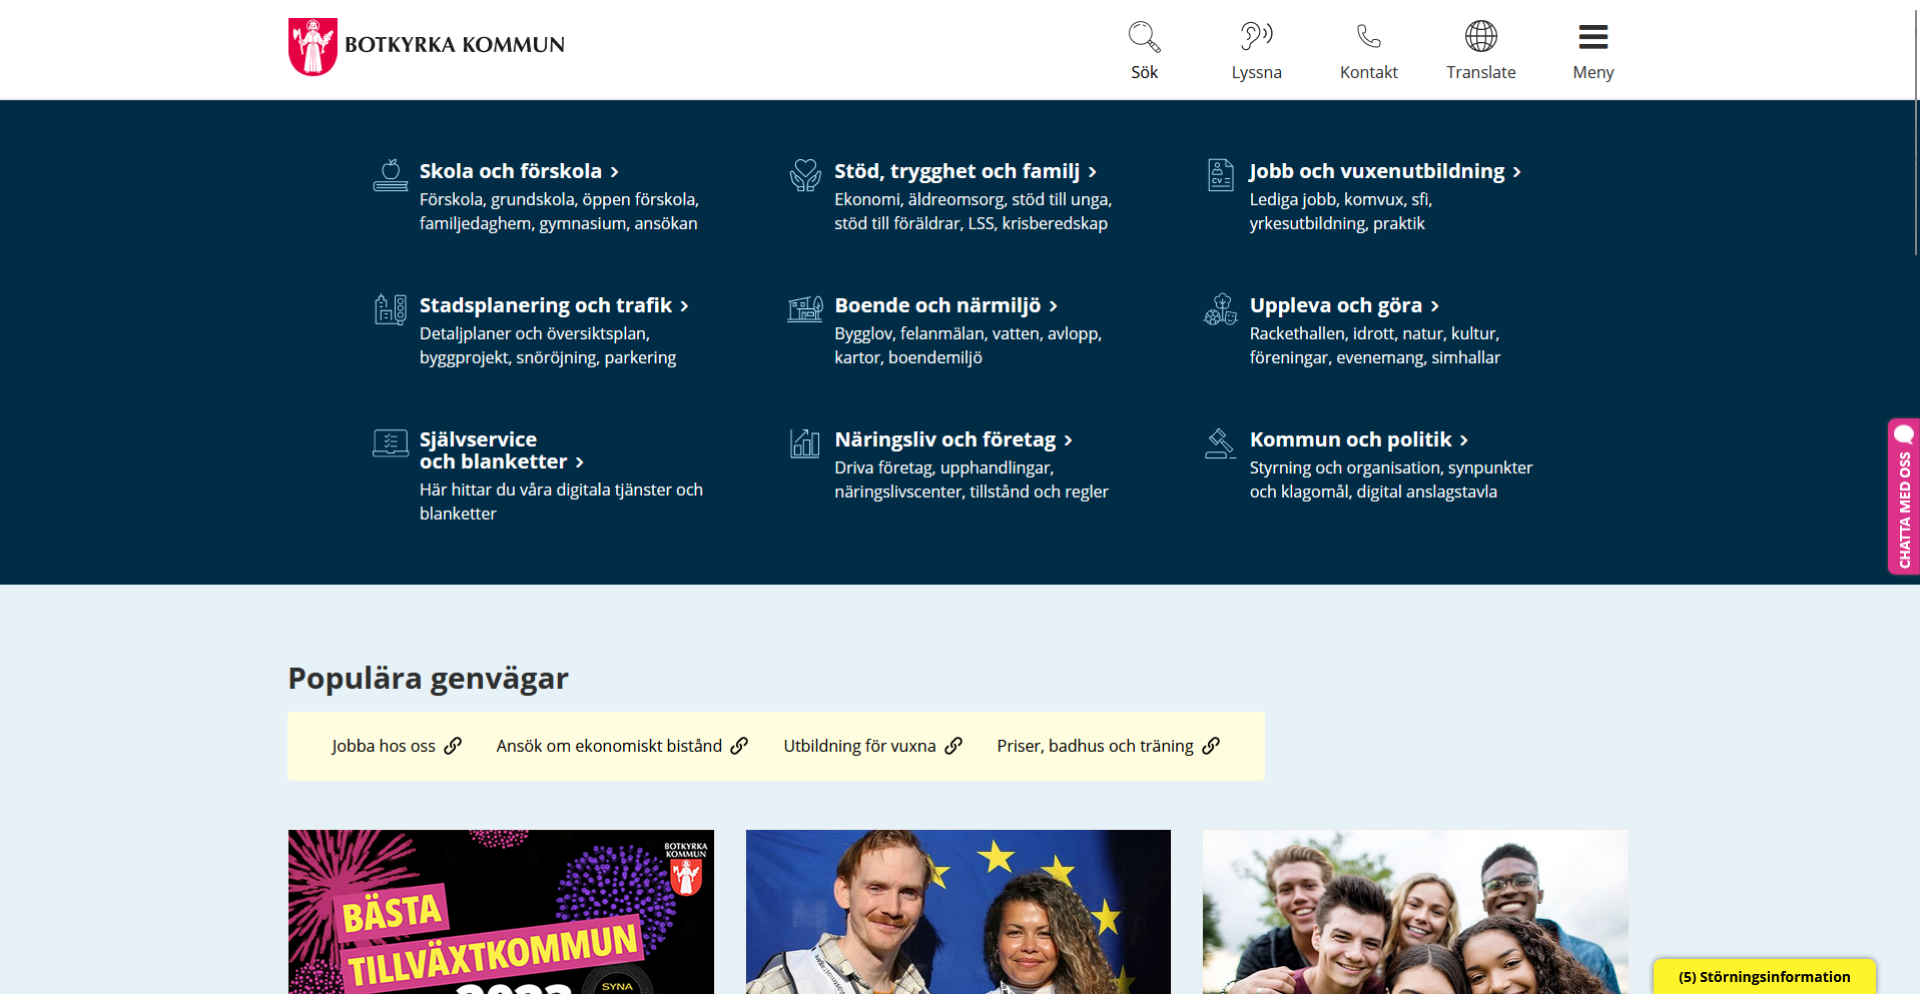 BOTKYRKA KOMMUN
Sök
Lyssna
Kontakt
Translate
Meny
Skola och förskola
Förskola, grundskola, öppen förskola,
familjedaghem, gymnasium, ansökan
Stöd, trygghet och familj
Ekonomi, äldreomsorg, stöd till unga,
stöd till föräldrar, LSS, krisberedskap
Jobb och vuxenutbildning
Lediga jobb, komvux, sfi,
yrkesutbildning, praktik
Stadsplanering och trafik
Detaljplaner och översiktsplan,
byggprojekt, snöröjning, parkering
Boende och närmiljö
Bygglov, felanmälan, vatten, avlopp,
kartor, boendemiljö
Uppleva och göra
Rackethallen, idrott, natur, kultur,
föreningar, evenemang, simhallar
Självservice
och blanketter
Här hittar du våra digitala tjänster och
blanketter
Näringsliv och företag
Driva företag, upphandlingar,
näringslivscenter, tillstånd och regler
Kommun och politik
Styrning och organisation, synpunkter
och klagomål, digital anslagstavla
CV
CHATTA MED OSS
Populära genvägar
Jobba hos oss
Ansök om ekonomiskt bistånd
Utbildning för vuxna
Priser, badhus och träning
BOTKYRKA
KOMMUN
BÄSTA
TILLVÄXTKOMMUN
SYNA
(5) Störningsinformation